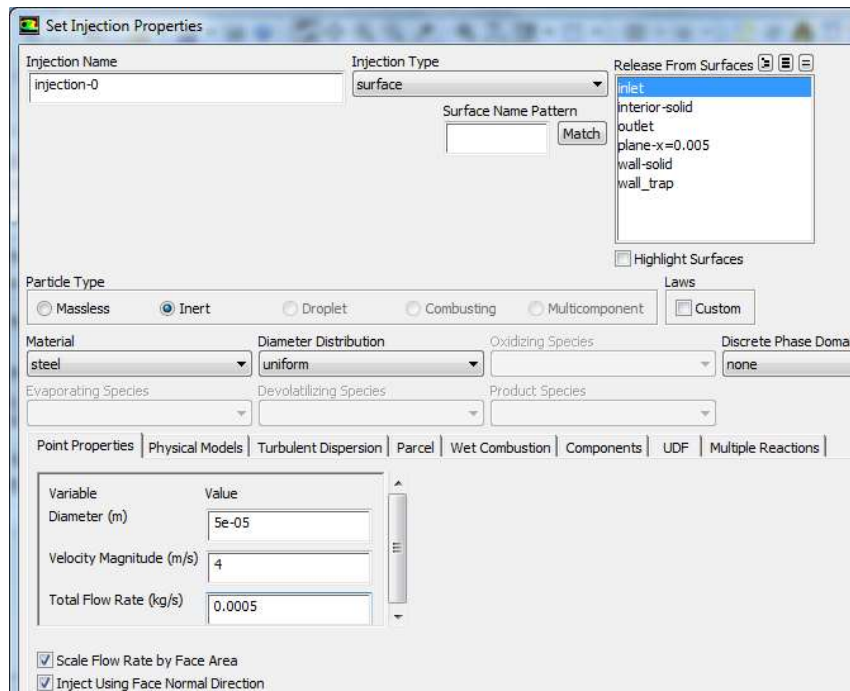 Set Injection Properties
Injection Name
Injection Type
Release From Surfaces
injection-0
surface
inlet
interior-solid
outlet
plane-x=0.005
wall-solid
wall_trap
Surface Name Pattern
Match
Highlight Surfaces
Particle Type
Laws
Massless Inert Droplet Combusting Multicomponent Custom
Material Diameter Distribution Oxidizing Species Discrete Phase Doma
steel uniform none
Evaporating Species Devolatilizing Species Product Species
Point Properties Physical Models Turbulent Dispersion Parcel Wet Combustion Components UDF Multiple Reactions
Variable Value
Diameter (m) 5e-05
Velocity Magnitude (m/s) 4
Total Flow Rate (kg/s) 0.0005
Scale Flow Rate by Face Area
Inject Using Face Normal Direction